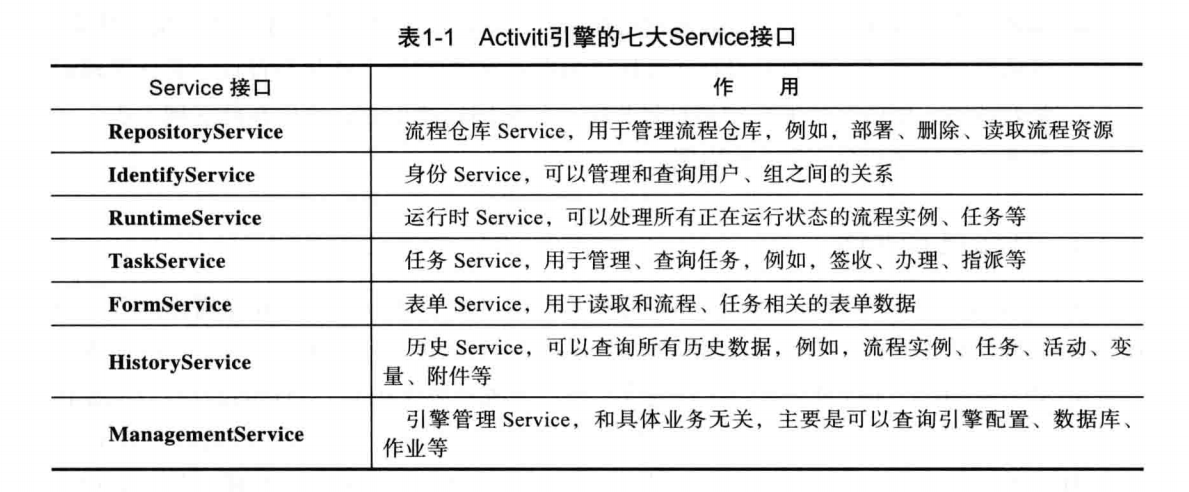 表1-1 Activiti引擎的七大Service接口
Service 接口
作 用
RepositoryService
流程仓库 Service，用于管理流程仓库，例如，部署、删除、读取流程资源
IdentifyService
身份 Service，可以管理和查询用户、组之间的关系
RuntimeService
运行时 Service，可以处理所有正在运行状态的流程实例、任务等
TaskService
任务 Service，用于管理、查询任务，例如，签收、办理、指派等
FormService
表单 Service，用于读取和流程、任务相关的表单数据
HistoryService
历史 Service，可以查询所有历史数据，例如，流程实例、任务、活动、变
量、附件等
ManagementService
引擎管理 Service，和具体业务无关，主要是可以查询引擎配置、数据库、
作业等